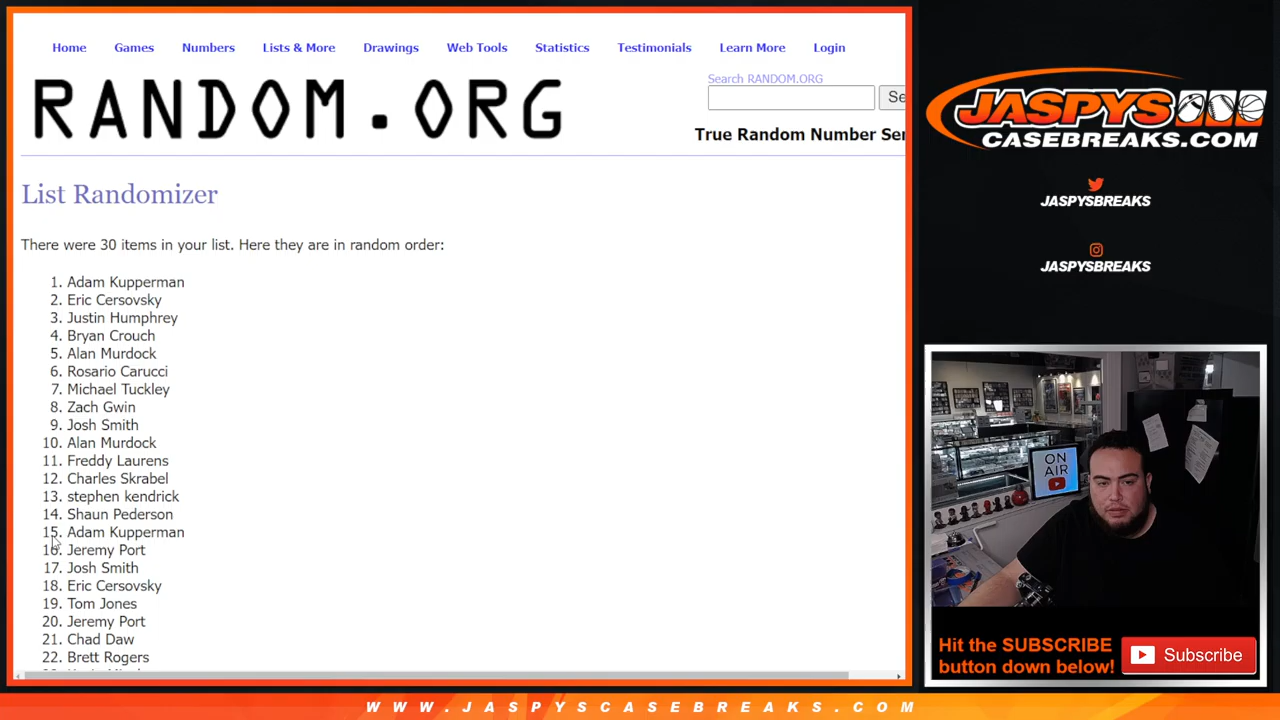 Home Games Numbers Lists & More Drawings Web Tools Statistics Testimonials Learn More Login
RANDOM.ORG
Search RANDOM.ORG
Se
True Random Number Ser
List Randomizer
There were 30 items in your list. Here they are in random order:
1. Adam Kupperman
2. Eric Cersovsky
3. Justin Humphrey
4. Bryan Crouch
5. Alan Murdock
6. Rosario Carucci
7. Michael Tuckley
8. Zach Gwin
9. Josh Smith
10. Alan Murdock
11. Freddy Laurens
12. Charles Skrabel
13. stephen kendrick
14. Shaun Pederson
15. Adam Kupperman
16. Jeremy Port
17. Josh Smith
18. Eric Cersovsky
19. Tom Jones
20. Jeremy Port
21. Chad Daw
22. Brett Rogers
JASPYS
CASEBREAKS.COM
JASPYSBREAKS
JASPYSBREAKS
ON
AIR
Hit the SUBSCRIBE
button down below!
Subscribe
WWW.JASPYSCASEBREAKS.COM